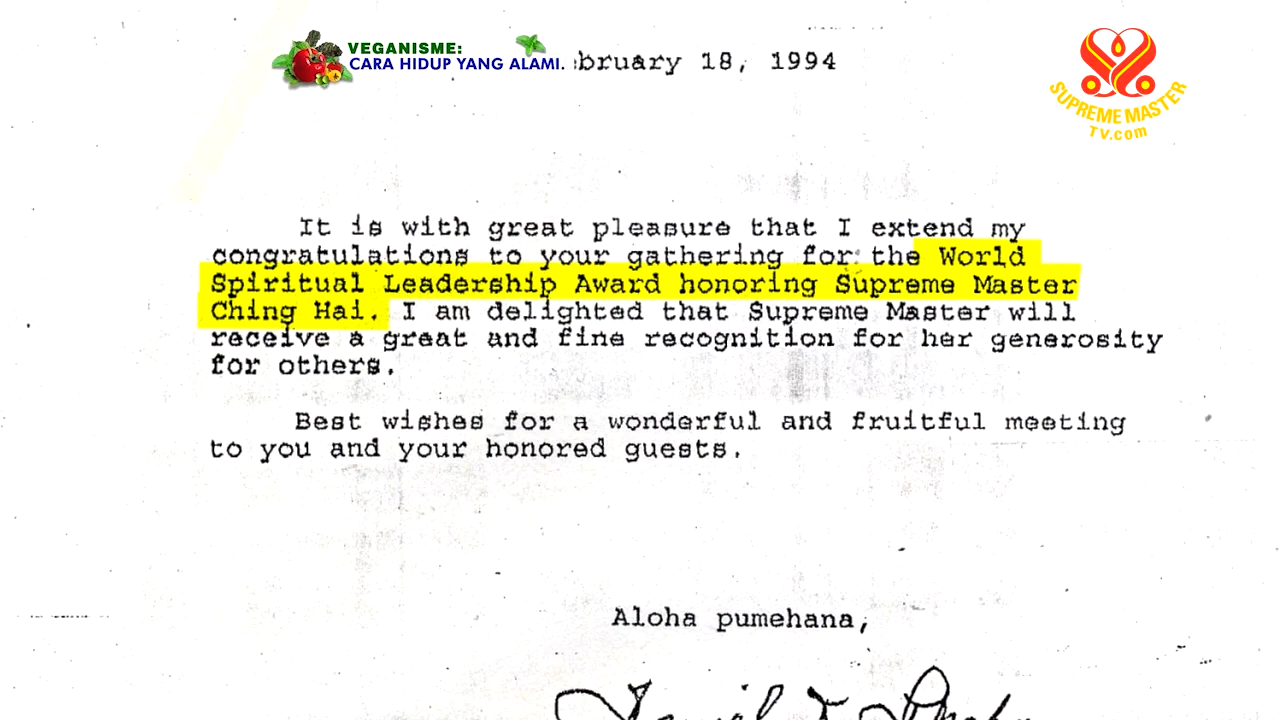 VEGANISME:
CARA HIDUP YANG ALAMI.
bruary 18, 1994
SUPREME MASTER
TV.com
It is with great pleasure that I extend my
congratulations to your gathering for the World
Spiritual Leadership Award honoring Supreme Master
Ching Hai. I am delighted that Supreme Master will
receive a great and fine recognition for her generosity
for others.
Best wishes for a wonderful and fruitful meeting
to you and your honored guests.
Aloha pumehana,